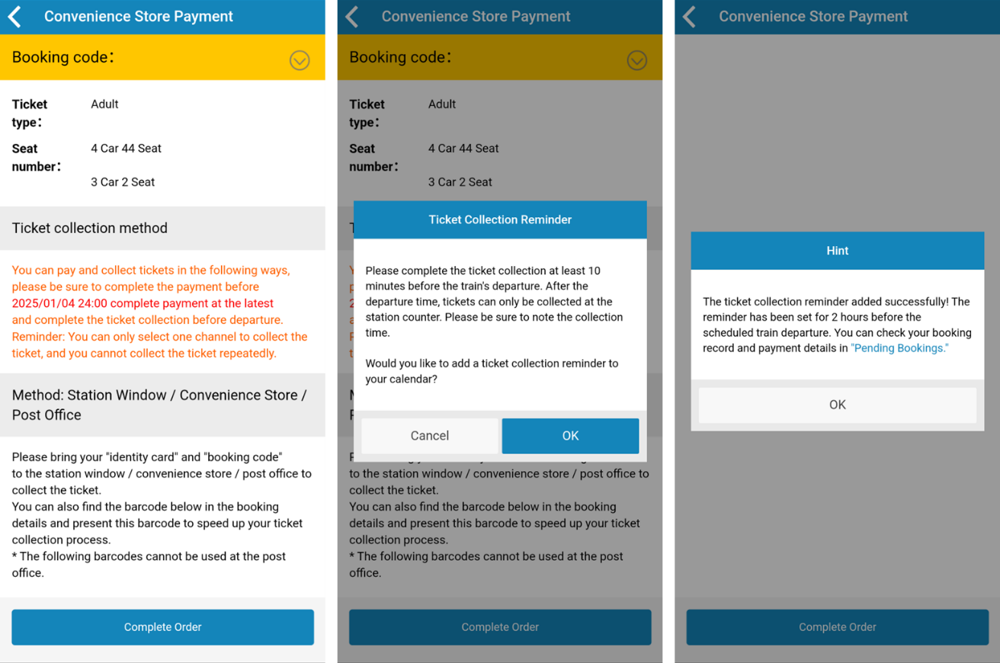 Convenience Store Payment
Booking code：
Ticket type： Adult
Seat number： 4 Car 44 Seat
3 Car 2 Seat
Ticket collection method
You can pay and collect tickets in the following ways,
please be sure to complete the payment before
2025/01/04 24:00 complete payment at the latest
and complete the ticket collection before departure.
Reminder: You can only select one channel to collect the
ticket, and you cannot collect the ticket repeatedly.
Method: Station Window / Convenience Store /
Post Office
Please bring your "identity card" and "booking code"
to the station window / convenience store / post office to
collect the ticket.
You can also find the barcode below in the booking
details and present this barcode to speed up your ticket
collection process.
* The following barcodes cannot be used at the post
office.
Complete Order
Convenience Store Payment
Booking code：
Ticket type： Adult
Seat number： 4 Car 44 Seat
3 Car 2 Seat
Ticket Collection Reminder
Please complete the ticket collection at least 10
minutes before the train's departure. After the
departure time, tickets can only be collected at the
station counter. Please be sure to note the collection
time.
Would you like to add a ticket collection reminder to
your calendar?
Cancel
OK
to the station window / convenience store / post office to
collect the ticket.
You can also find the barcode below in the booking
details and present this barcode to speed up your ticket
collection process.
* The following barcodes cannot be used at the post
office.
Complete Order
Convenience Store Payment
Hint
The ticket collection reminder added successfully! The
reminder has been set for 2 hours before the
scheduled train departure. You can check your booking
record and payment details in "Pending Bookings."
OK
Complete Order